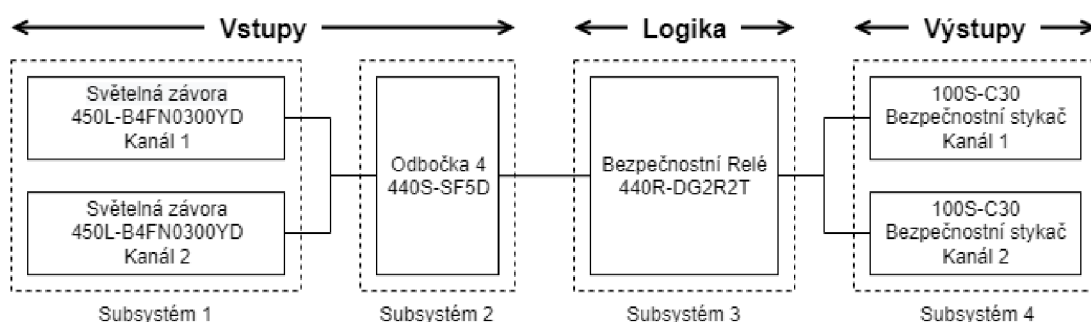 Vstupy
Logika
Výstupy
Světelná závora
450L-B4FN0300YD
Kanál 1
Světelná závora
450L-B4FN0300YD
Kanál 2
Odbočka 4
440S-SF5D
Bezpečnostní Relé
440R-DG2R2T
100S-C30
Bezpečnostní stykač
Kanál 1
100S-C30
Bezpečnostní stykač
Kanál 2
Subsystém 1
Subsystém 2
Subsystém 3
Subsystém 4